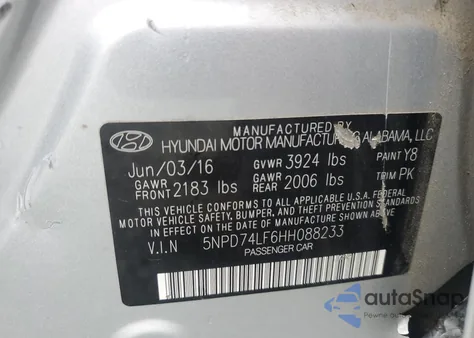 MANUFACTURED BY
HYUNDAI MOTOR MANUFACTURING ALABAMA, LLC
Jun/03/16 GVWR 3924 lbs PAINT Y8
GAWR FRONT 2183 lbs GAWR REAR 2006 lbs TRIM PK
THIS VEHICLE CONFORMS TO ALL APPLICABLE U.S.A. FEDERAL
MOTOR VEHICLE SAFETY, BUMPER, AND THEFT PREVENTION
STANDARDS IN EFFECT ON THE DATE OF MANUFACTURE SHOWN ABOVE.
V.I.N 5NPD74LF6HH088233
PASSENGER CAR
autoSnap
Pewne auto